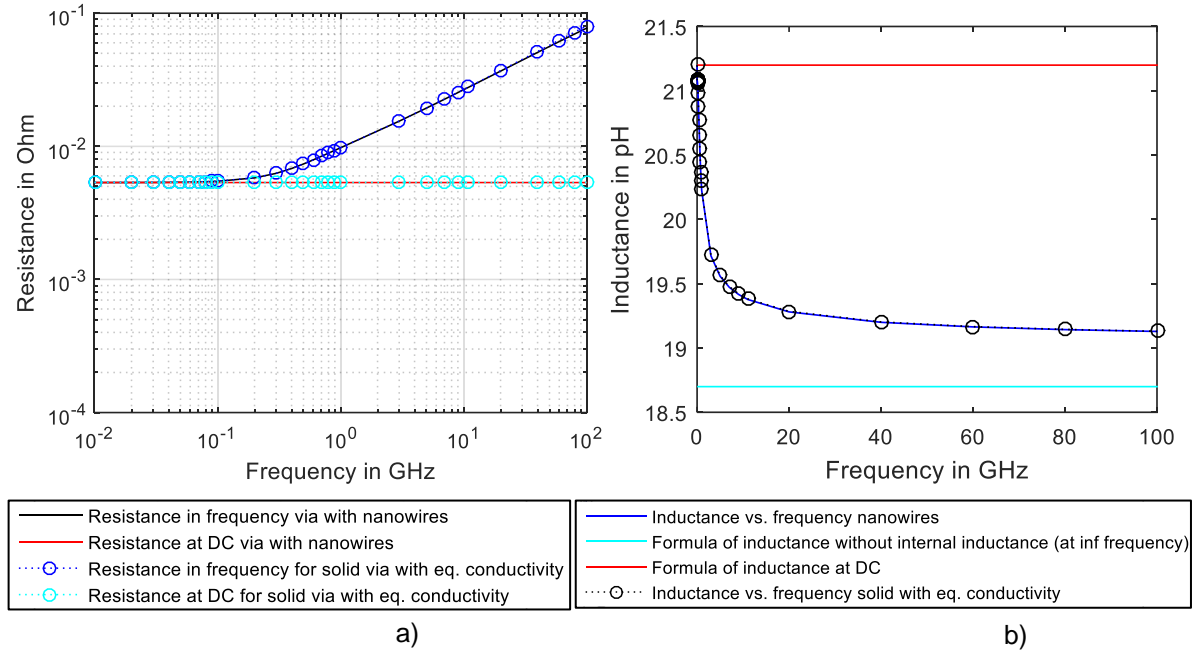 10^-1
10^-2
10^-3
10^-4
Resistance in Ohm
10^-2 10^-1 10^0 10^1 10^2
Frequency in GHz
21.5
21
20.5
20
19.5
19
18.5
Inductance in pH
0 20 40 60 80 100
Frequency in GHz
Resistance in frequency via with nanowires
Resistance at DC via with nanowires
Resistance in frequency for solid via with eq. conductivity
Resistance at DC for solid via with eq. conductivity
Inductance vs. frequency nanowires
Formula of inductance without internal inductance (at inf frequency)
Formula of inductance at DC
Inductance vs. frequency solid with eq. conductivity
a)
b)